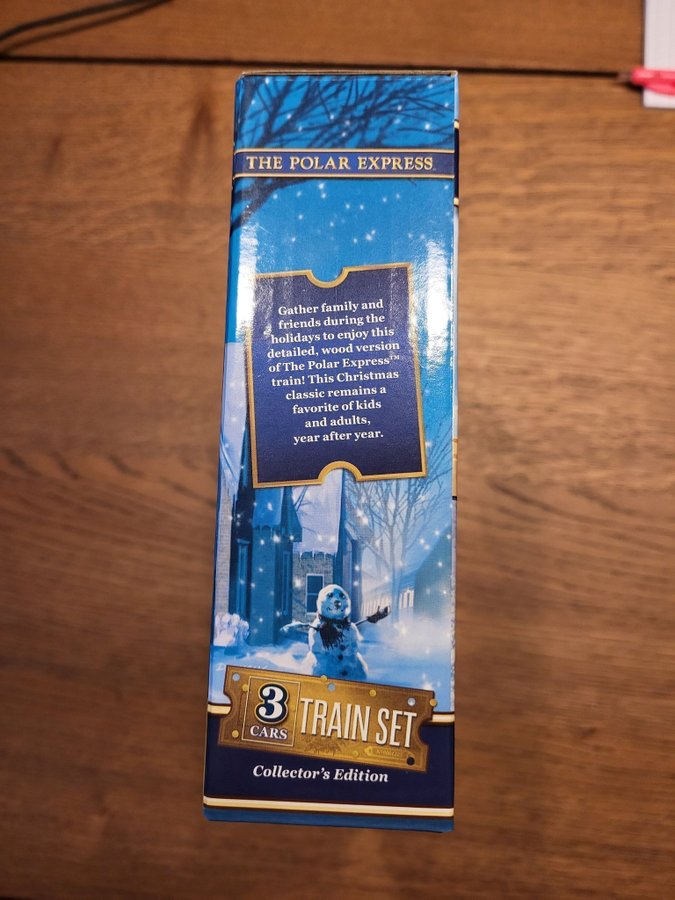 THE POLAR EXPRESS
Gather family and
friends during the
holidays to enjoy this
detailed, wood version
of The Polar Express™
train! This Christmas
classic remains a
favorite of kids
and adults,
year after year.
3
CARS
TRAIN SET
Collector's Edition